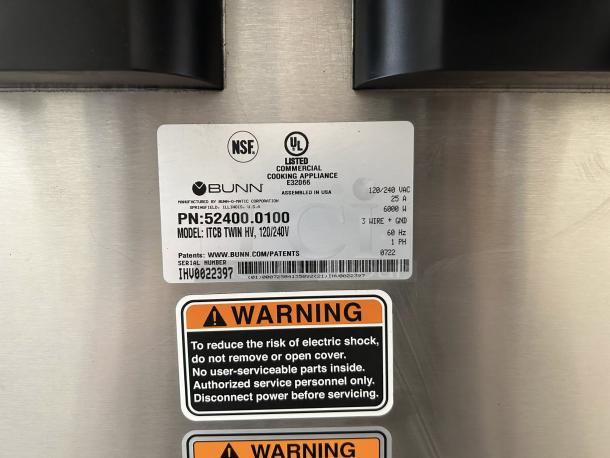 NSF.
UL
LISTED
COMMERCIAL
COOKING APPLIANCE
E32066
BUNN
ASSEMBLED IN USA
MANUFACTURED BY BUNN-O-MATIC CORPORATION
SPRINGFIELD, ILLINOIS, U.S.A
PN:52400.0100
MODEL: ITCB TWIN HV, 120/240V
120/240 VAC
25 A
6000 W
3 WIRE + GND
60 Hz
1 PH
0722
Patents: WWW.BUNN.COM/PATENTS
SERIAL NUMBER
IHV0022397
WARNING
To reduce the risk of electric shock,
do not remove or open cover.
No user-serviceable parts inside.
Authorized service personnel only.
Disconnect power before servicing.
WARNING